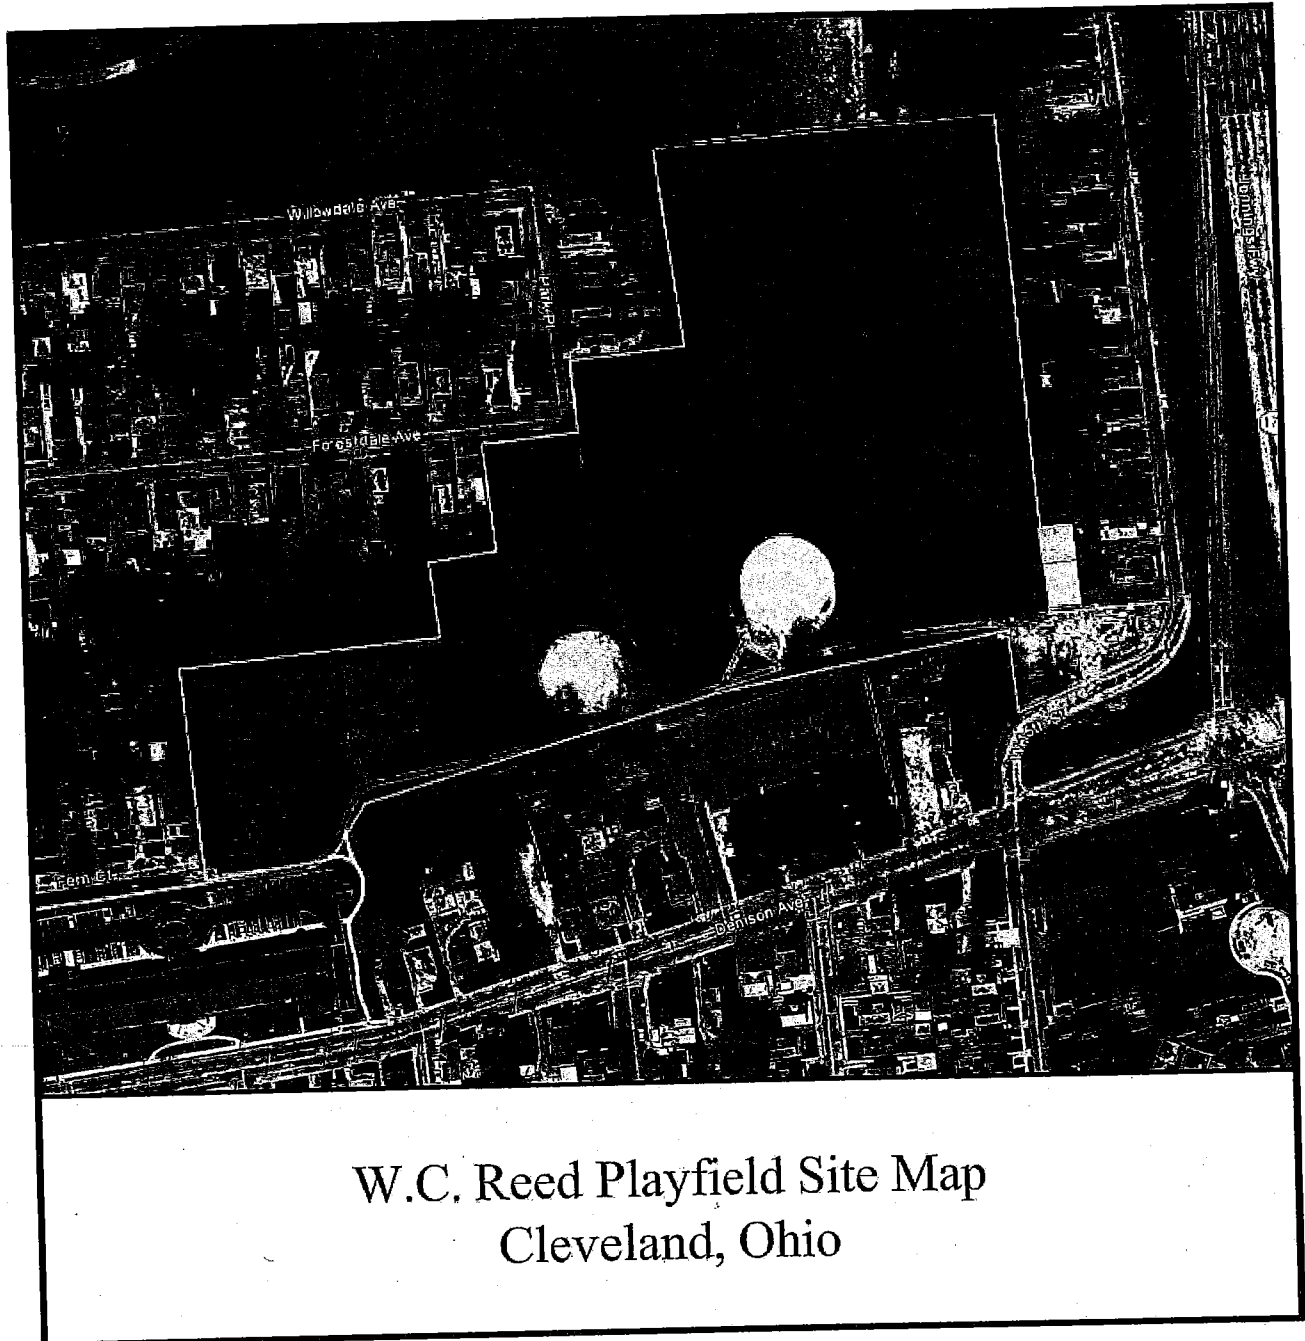 Willowdale Ave
Forestdale Ave
Fern Ct
Denison Ave
W.C. Reed Playfield Site Map
Cleveland, Ohio